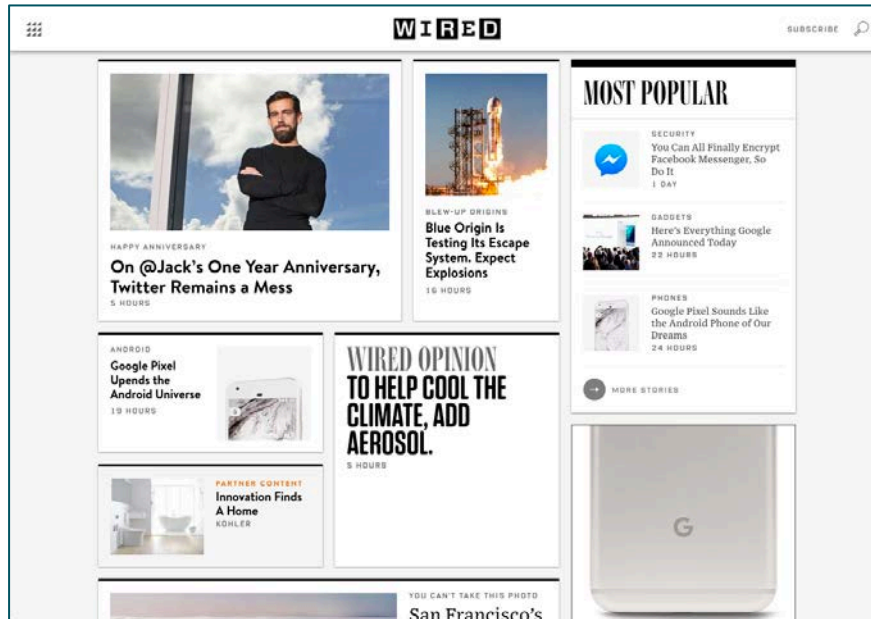 WIRED
SUBSCRIBE
HAPPY ANNIVERSARY
On @Jack's One Year Anniversary,
Twitter Remains a Mess
5 HOURS
BLEW-UP ORIGINS
Blue Origin Is
Testing Its Escape
System. Expect
Explosions
16 HOURS
MOST POPULAR
SECURITY
You Can All Finally Encrypt
Facebook Messenger, So
Do It
1 DAY
GADGETS
Here's Everything Google
Announced Today
22 HOURS
PHONES
Google Pixel Sounds Like
the Android Phone of Our
Dreams
24 HOURS
MORE STORIES
ANDROID
Google Pixel
Upends the
Android Universe
19 HOURS
WIRED OPINION
TO HELP COOL THE
CLIMATE, ADD
AEROSOL.
5 HOURS
PARTNER CONTENT
Innovation Finds
A Home
KOHLER
G
YOU CAN'T TAKE THIS PHOTO
San Francisco's